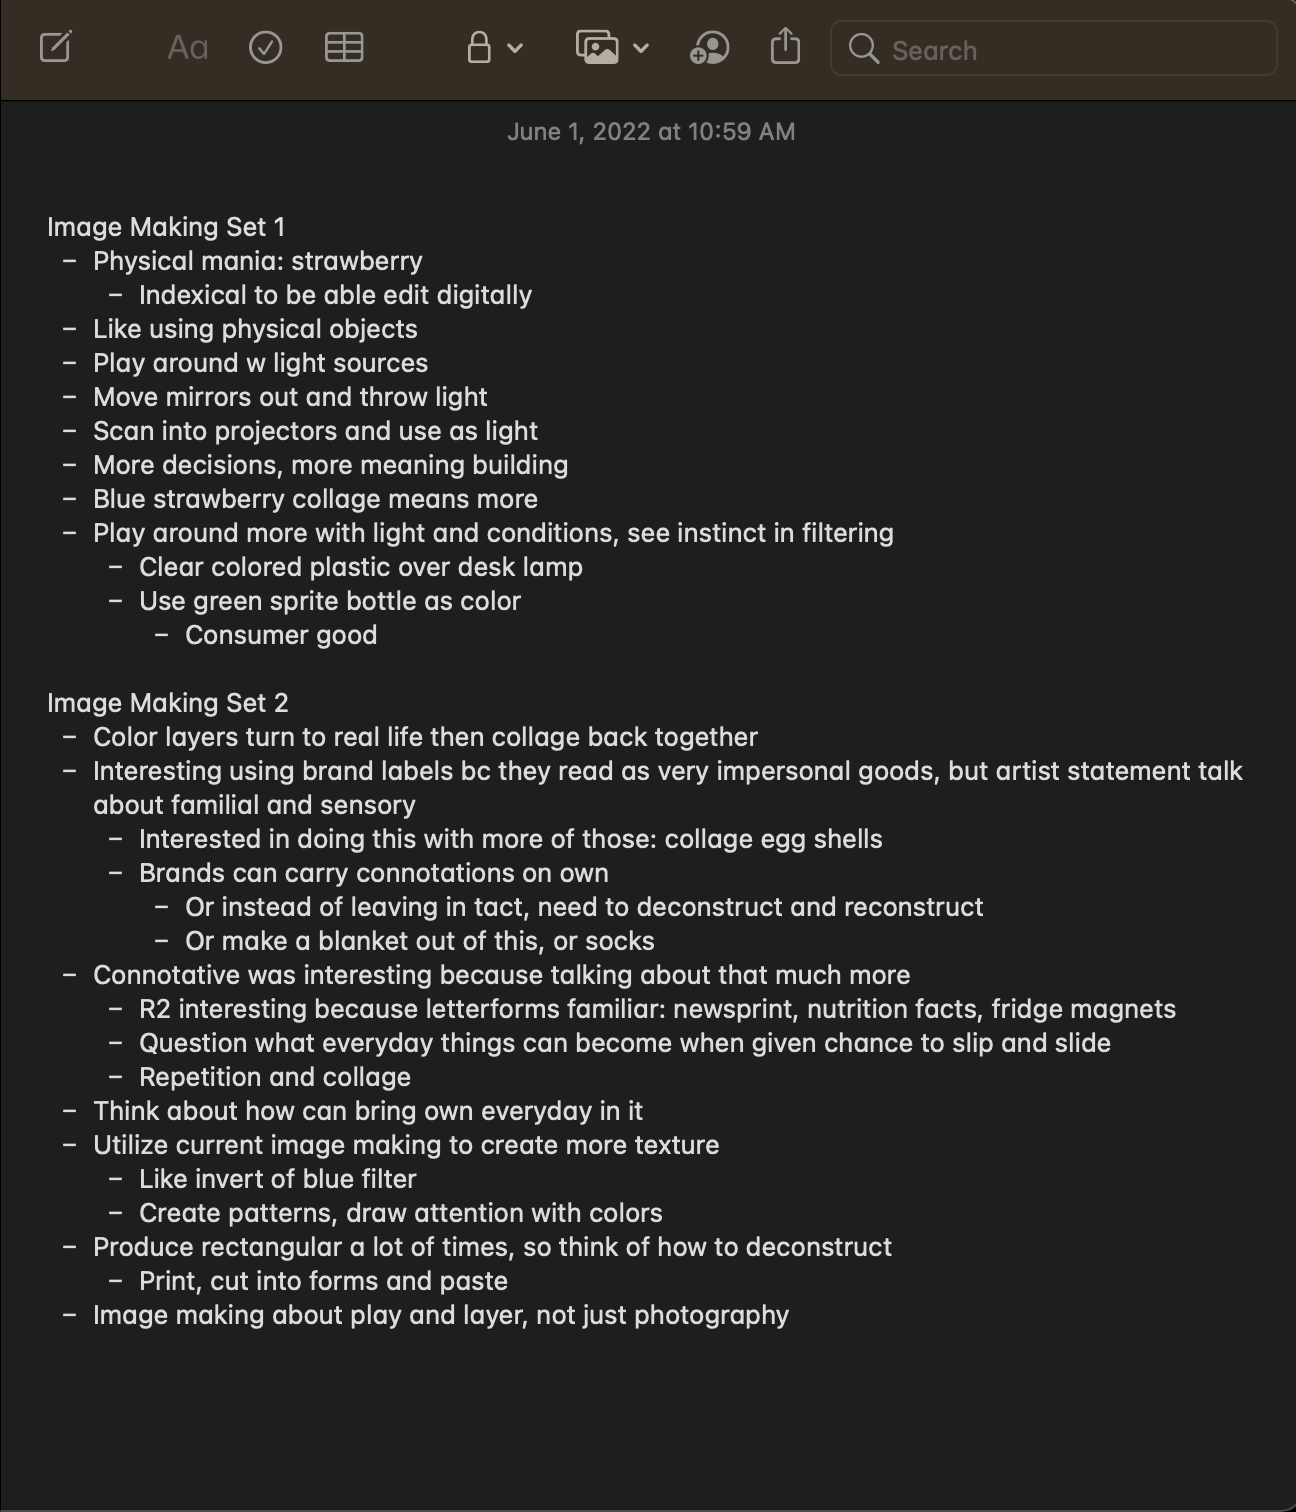 Aa
Search
June 1, 2022 at 10:59 AM
Image Making Set 1
– Physical mania: strawberry
– Indexical to be able edit digitally
– Like using physical objects
– Play around w light sources
– Move mirrors out and throw light
– Scan into projectors and use as light
– More decisions, more meaning building
– Blue strawberry collage means more
– Play around more with light and conditions, see instinct in filtering
– Clear colored plastic over desk lamp
– Use green sprite bottle as color
– Consumer good
Image Making Set 2
– Color layers turn to real life then collage back together
– Interesting using brand labels bc they read as very impersonal goods, but artist statement talk
about familial and sensory
– Interested in doing this with more of those: collage egg shells
– Brands can carry connotations on own
– Or instead of leaving in tact, need to deconstruct and reconstruct
– Or make a blanket out of this, or socks
– Connotative was interesting because talking about that much more
– R2 interesting because letterforms familiar: newsprint, nutrition facts, fridge magnets
– Question what everyday things can become when given chance to slip and slide
– Repetition and collage
– Think about how can bring own everyday in it
– Utilize current image making to create more texture
– Like invert of blue filter
– Create patterns, draw attention with colors
– Produce rectangular a lot of times, so think of how to deconstruct
– Print, cut into forms and paste
– Image making about play and layer, not just photography